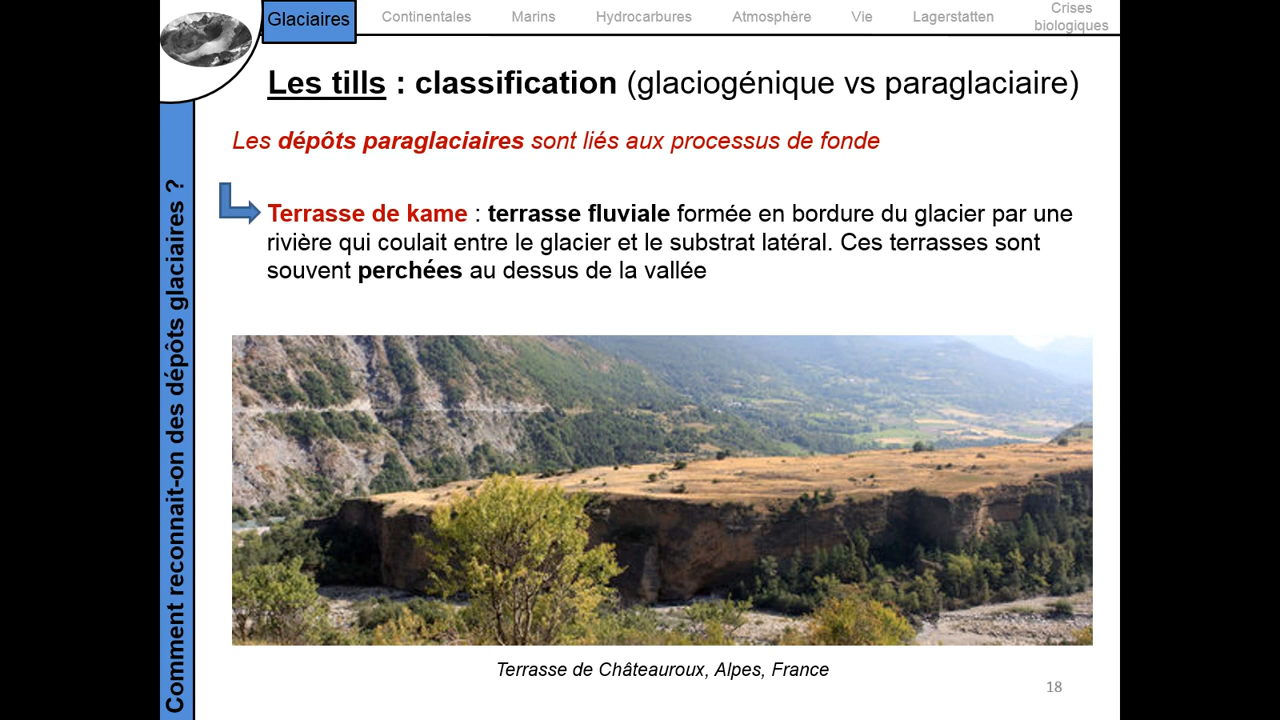 Glaciaires
Continentales
Marins
Hydrocarbures
Atmosphère
Vie
Lagerstatten
Crises
biologiques
Les tills : classification (glaciogénique vs paraglaciaire)
Les dépôts paraglaciaires sont liés aux processus de fonde
Terrasse de kame : terrasse fluviale formée en bordure du glacier par une
rivière qui coulait entre le glacier et le substrat latéral. Ces terrasses sont
souvent perchées au dessus de la vallée
Comment reconnait-on des dépôts glaciaires ?
Terrasse de Châteauroux, Alpes, France
18